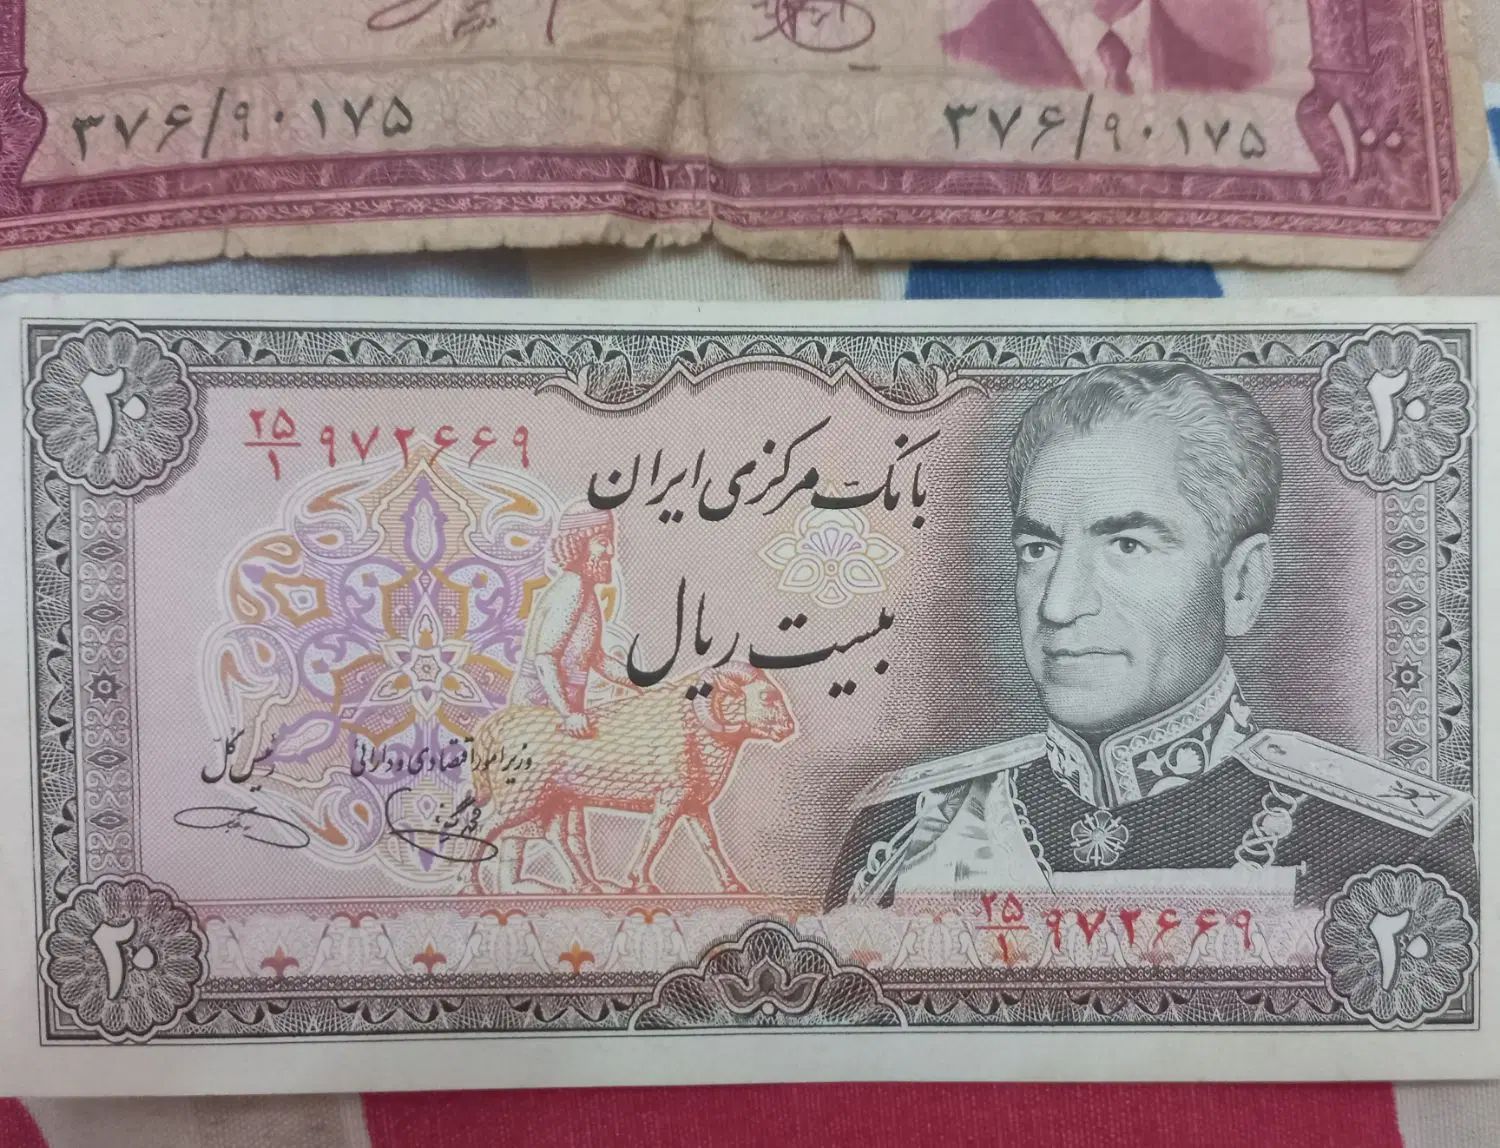 ۳۷۶/۹۰۱۷۵
۳۷۶/۹۰۱۷۵
۱۰۰
۲۰
۲۰
۲۵/۱ ۹۷۲۶۶۹
بانک مرکزی ایران
بیست ریال
وزیر امور اقتصادی و دارائی
رئیس کل
۲۵/۱ ۹۷۲۶۶۹
۲۰
۲۰